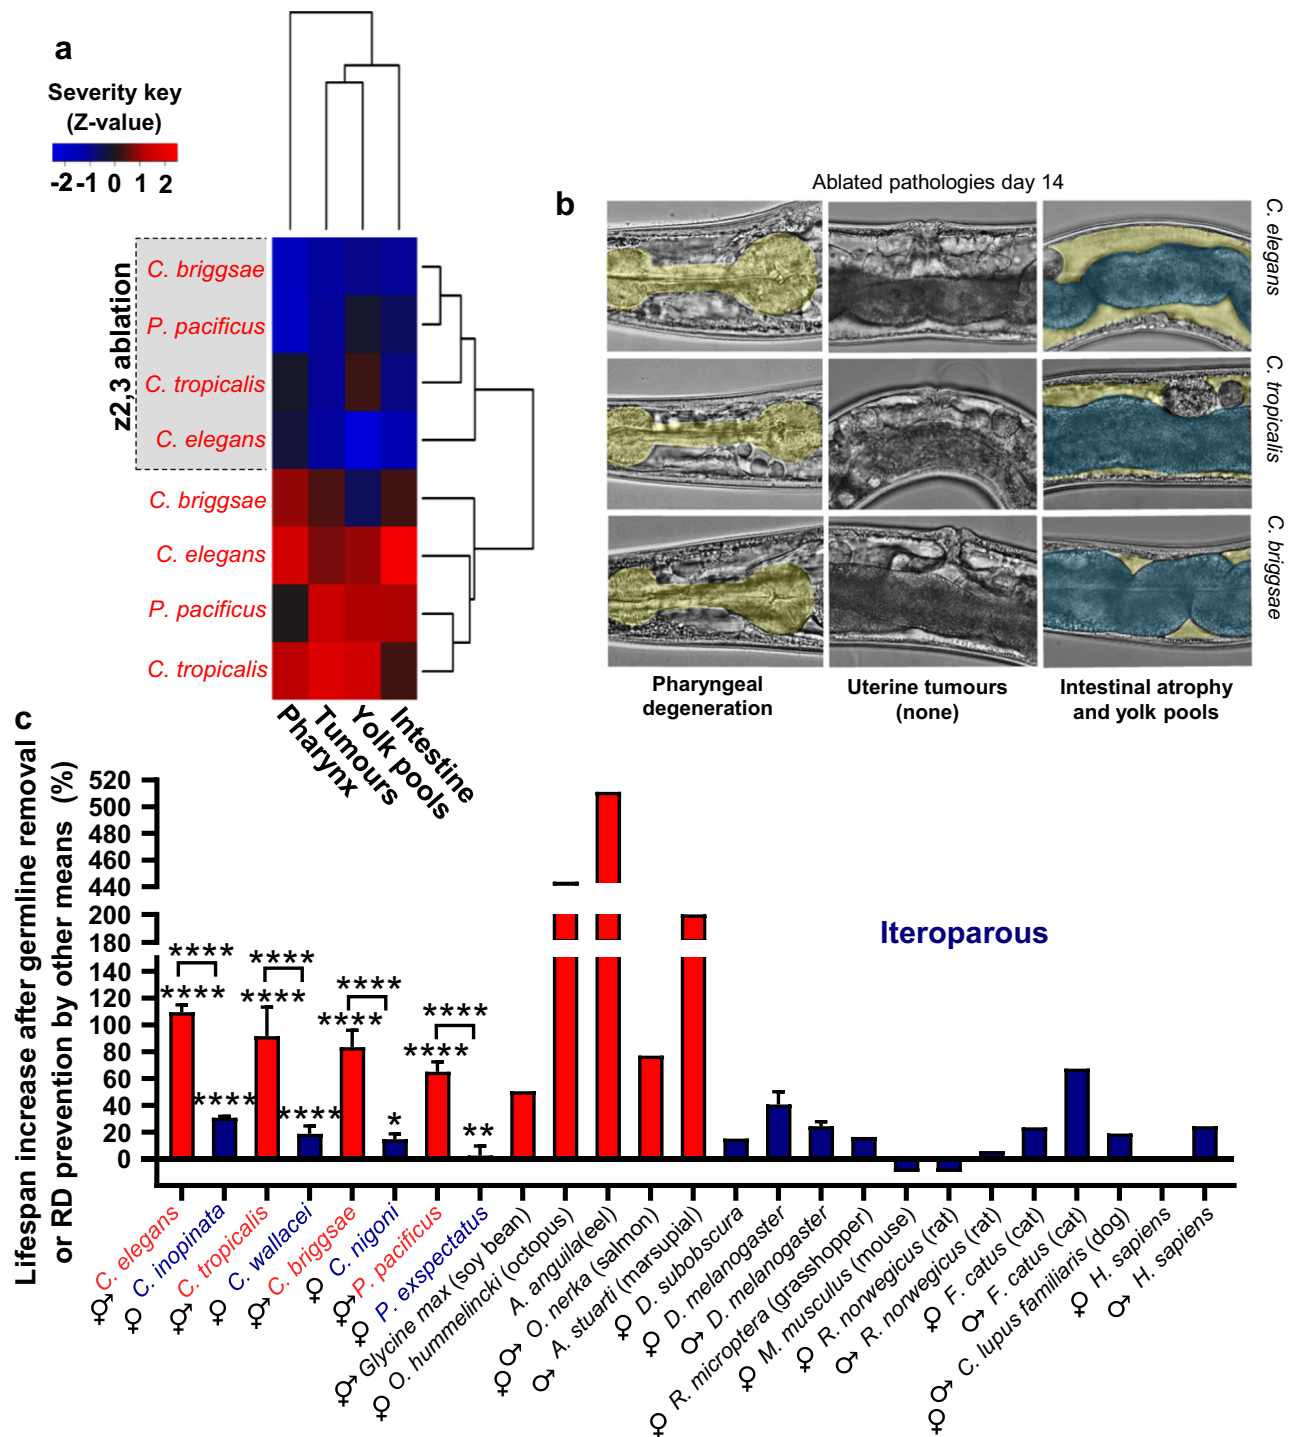 a
Severity key
(Z-value)
-2 -1 0 1 2
z2,3 ablation
C. briggsae
P. pacificus
C. tropicalis
C. elegans
C. briggsae
C. elegans
P. pacificus
C. tropicalis
Pharynx
Tumours
Yolk pools
Intestine
b
Ablated pathologies day 14
C. elegans
C. tropicalis
C. briggsae
Pharyngeal
degeneration
Uterine tumours
(none)
Intestinal atrophy
and yolk pools
c
Lifespan increase after germline removal
or RD prevention by other means (%)
520
500
480
460
440
200
180
140
120
100
80
60
40
20
0
****
****
****
****
****
****
****
****
****
*
****
****
**
Iteroparous
⚥ C. elegans
♀ C. inopinata
⚥ C. tropicalis
♀ C. wallacei
⚥ C. briggsae
♀ C. nigoni
⚥ P. pacificus
♀ P. exspectatus
⚥ Glycine max (soy bean)
♀ O. hummelincki (octopus)
♀ A. anguila(eel)
♂ O. nerka (salmon)
♂ A. stuarti (marsupial)
♀ D. subobscura
♀ D. melanogaster
♂ D. melanogaster
♀ R. microptera (grasshopper)
♀ M. musculus (mouse)
♀ R. norwegicus (rat)
♂ R. norwegicus (rat)
♀ F. catus (cat)
♂ F. catus (cat)
♂ ♀ C. lupus familiaris (dog)
♀ H. sapiens
♂ H. sapiens